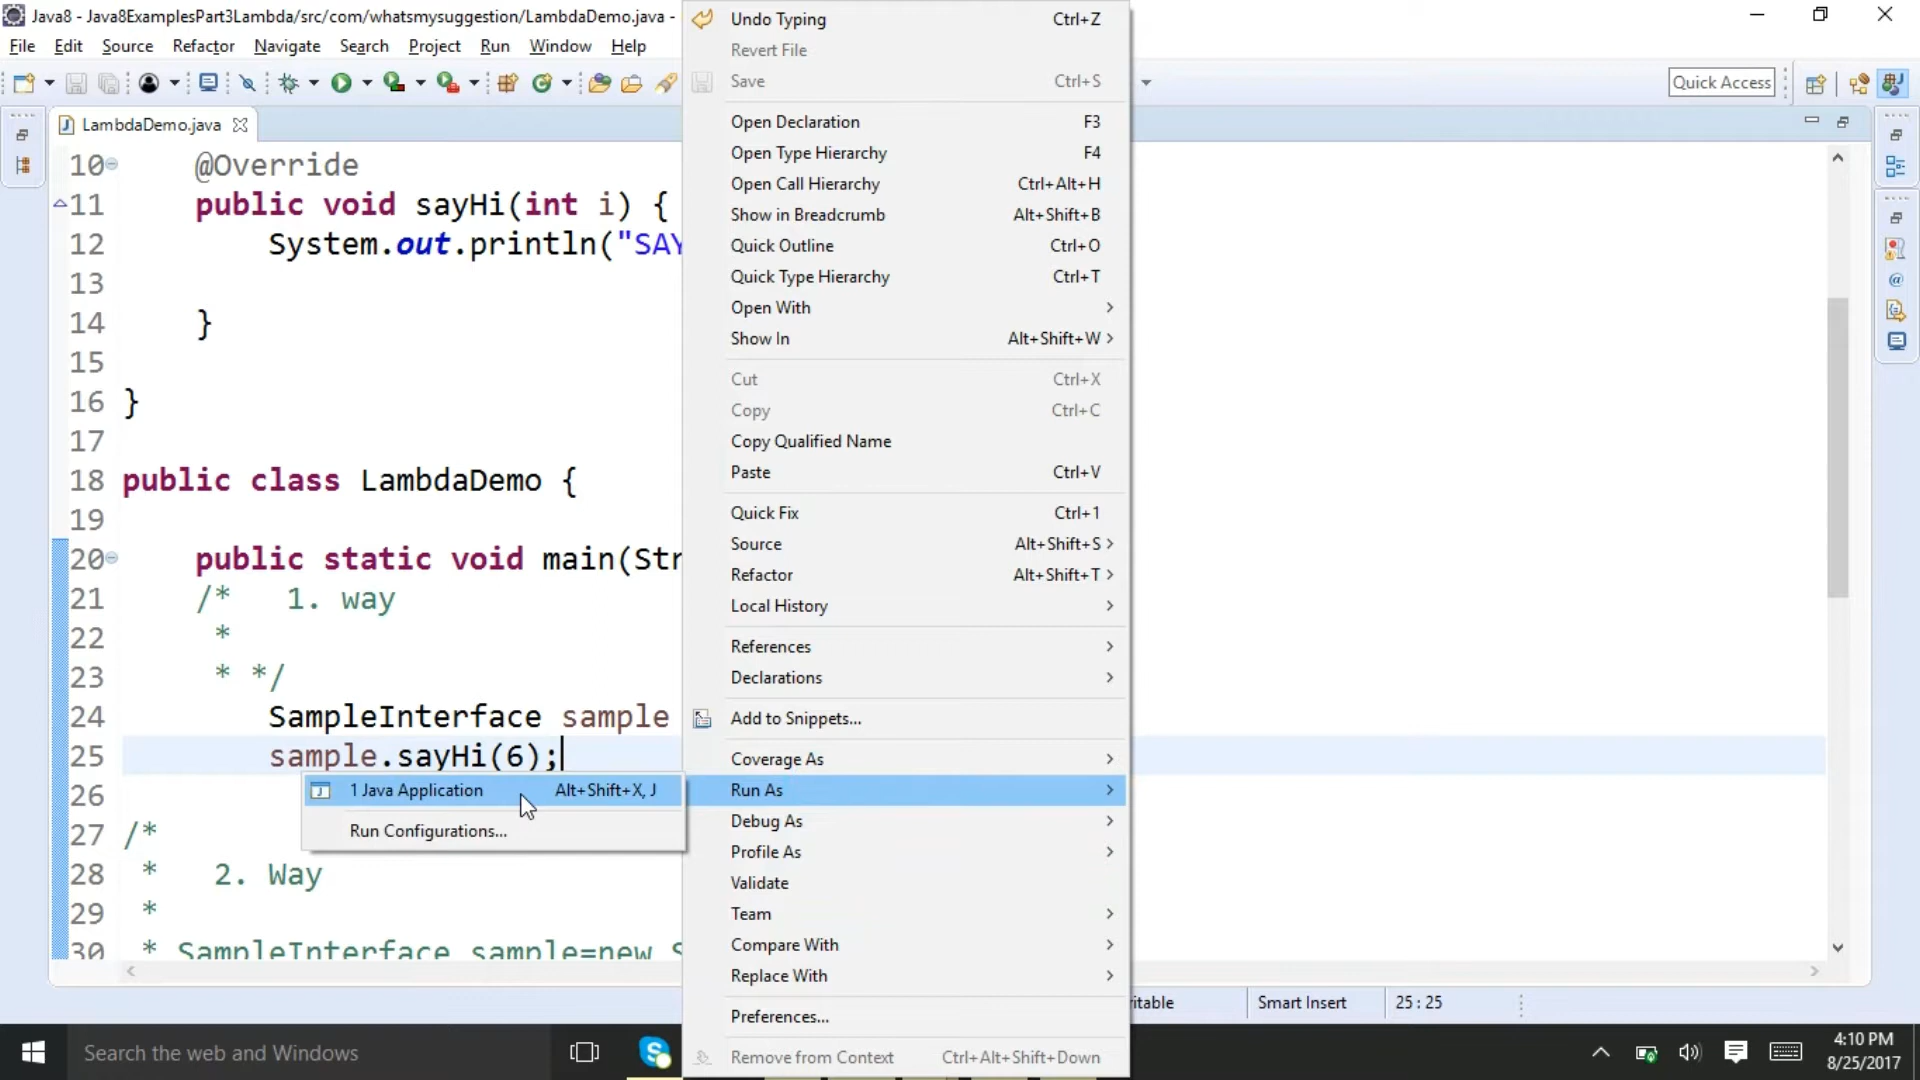 Java8 - Java8ExamplesPart3Lambda/src/com/whatsmysuggestion/LambdaDemo.java -
File Edit Source Refactor Navigate Search Project Run Window Help
Quick Access
LambdaDemo.java
10 @Override
11 public void sayHi(int i) {
12 System.out.println("SAY
13
14 }
15
16 }
17
18 public class LambdaDemo {
19
20 public static void main(Str
21 /* 1. way
22 *
23 * */
24 SampleInterface sample
25 sample.sayHi(6);
26
27 /*
28 * 2. Way
29 *
30 * SampleInterface sample=new S
1 Java Application Alt+Shift+X, J
Run Configurations...
Undo Typing Ctrl+Z
Revert File
Save Ctrl+S
Open Declaration F3
Open Type Hierarchy F4
Open Call Hierarchy Ctrl+Alt+H
Show in Breadcrumb Alt+Shift+B
Quick Outline Ctrl+O
Quick Type Hierarchy Ctrl+T
Open With
Show In Alt+Shift+W
Cut Ctrl+X
Copy Ctrl+C
Copy Qualified Name
Paste Ctrl+V
Quick Fix Ctrl+1
Source Alt+Shift+S
Refactor Alt+Shift+T
Local History
References
Declarations
Add to Snippets...
Coverage As
Run As
Debug As
Profile As
Validate
Team
Compare With
Replace With
Preferences...
Remove from Context Ctrl+Alt+Shift+Down
ritable Smart Insert 25 : 25
Search the web and Windows
4:10 PM
8/25/2017